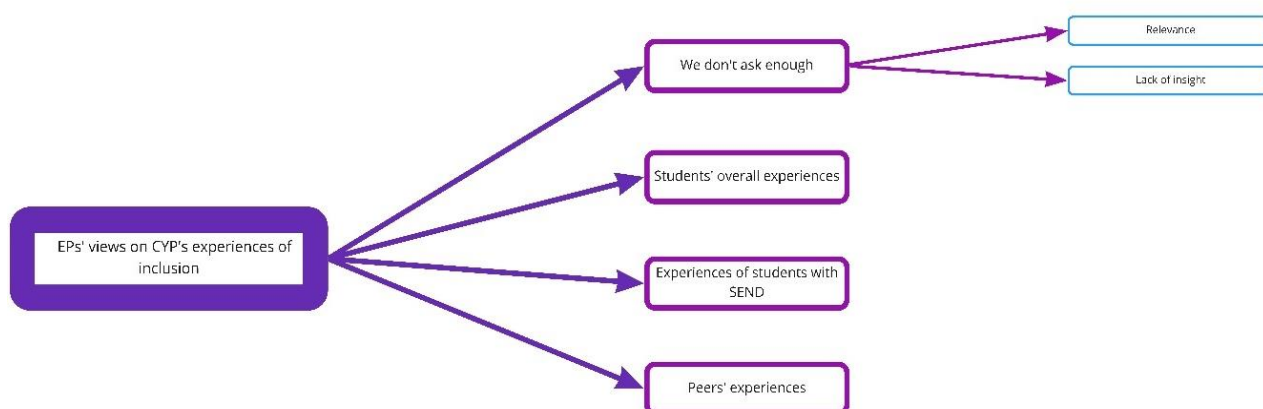 EPs' views on CYP's experiences of
inclusion
We don't ask enough
Relevance
Lack of insight
Students' overall experiences
Experiences of students with
SEND
Peers' experiences